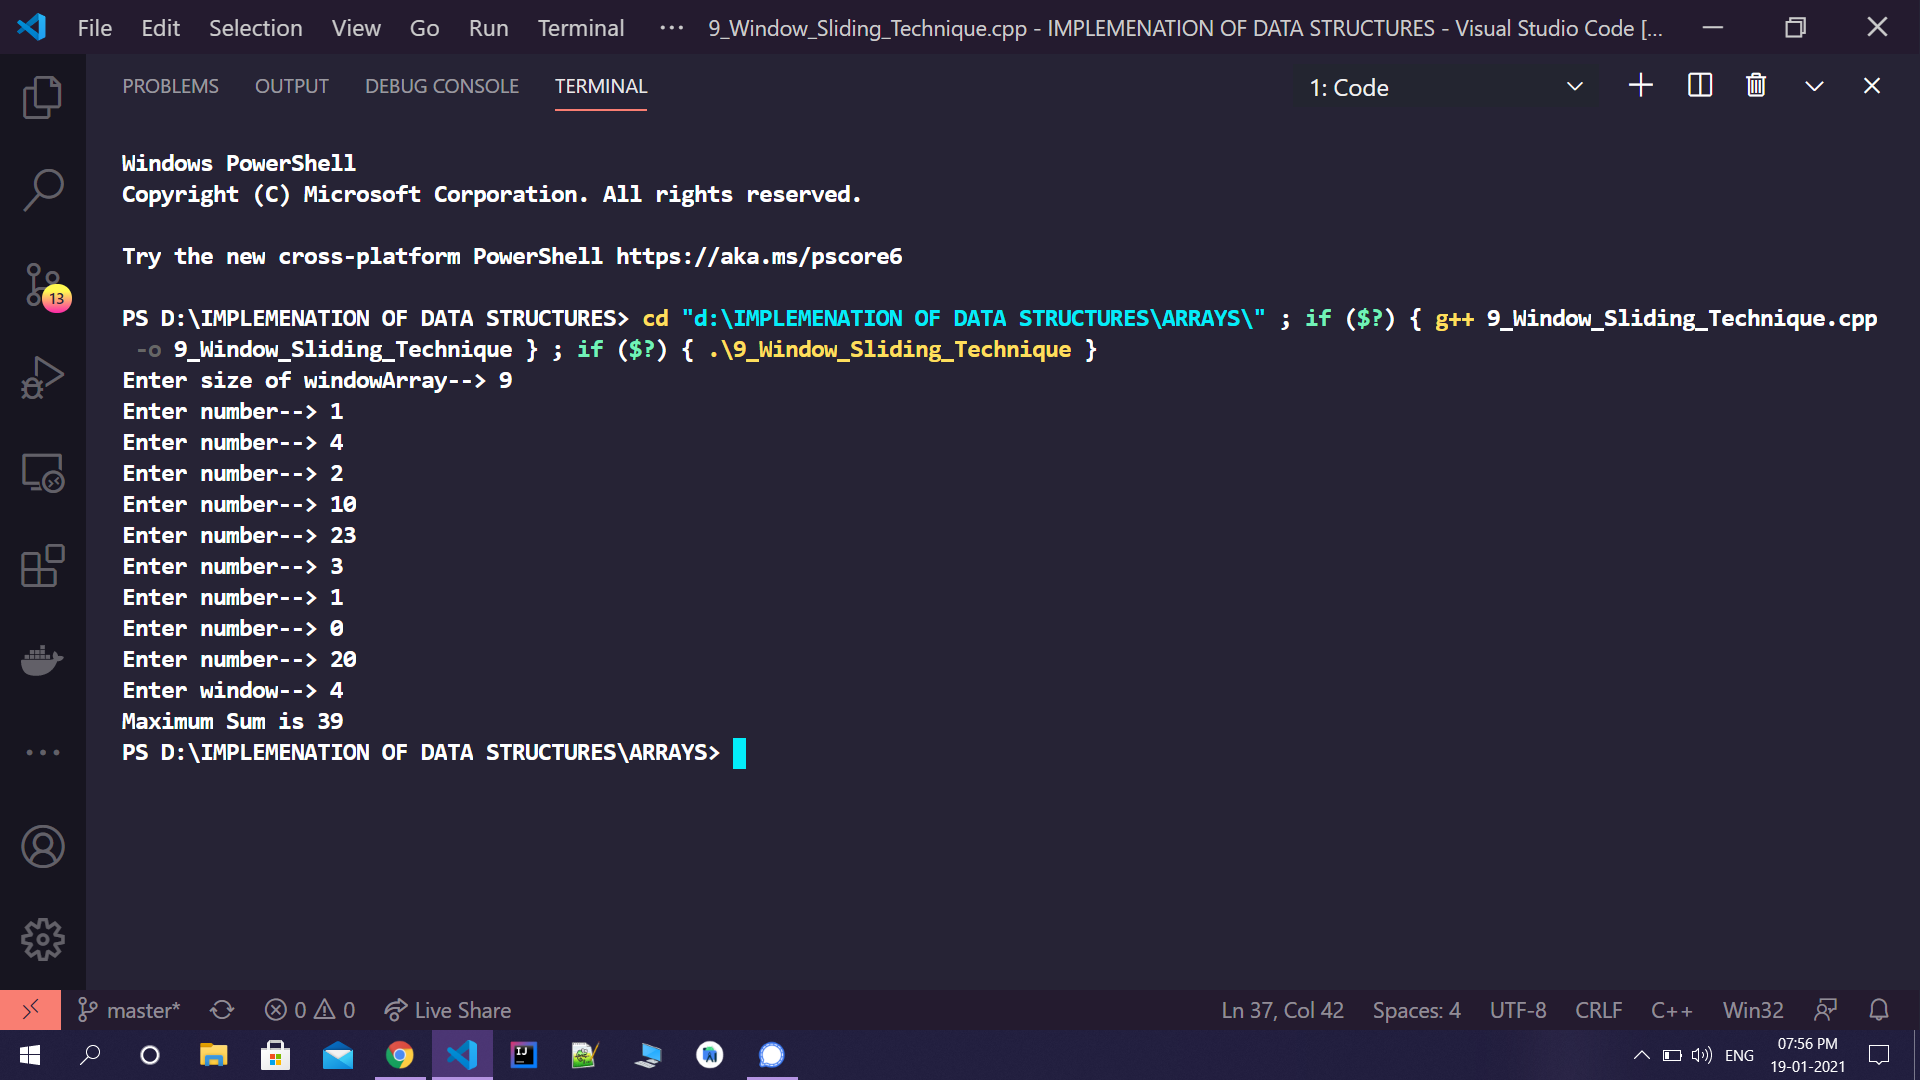 File Edit Selection View Go Run Terminal ··· 9_Window_Sliding_Technique.cpp - IMPLEMENATION OF DATA STRUCTURES - Visual Studio Code [...
PROBLEMS OUTPUT DEBUG CONSOLE TERMINAL 1: Code
Windows PowerShell
Copyright (C) Microsoft Corporation. All rights reserved.
Try the new cross-platform PowerShell https://aka.ms/pscore6
PS D:\IMPLEMENATION OF DATA STRUCTURES> cd "d:\IMPLEMENATION OF DATA STRUCTURES\ARRAYS\" ; if ($?) { g++ 9_Window_Sliding_Technique.cpp
-o 9_Window_Sliding_Technique } ; if ($?) { .\9_Window_Sliding_Technique }
Enter size of windowArray--> 9
Enter number--> 1
Enter number--> 4
Enter number--> 2
Enter number--> 10
Enter number--> 23
Enter number--> 3
Enter number--> 1
Enter number--> 0
Enter number--> 20
Enter window--> 4
Maximum Sum is 39
PS D:\IMPLEMENATION OF DATA STRUCTURES\ARRAYS>
13
master* 0 0 Live Share Ln 37, Col 42 Spaces: 4 UTF-8 CRLF C++ Win32
IJ ENG 07:56 PM
19-01-2021